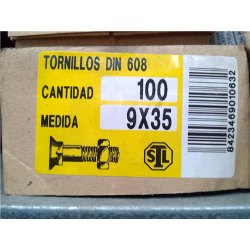 TORNILLOS DIN 608
CANTIDAD 100
MEDIDA 9X35
STL
8423469010632